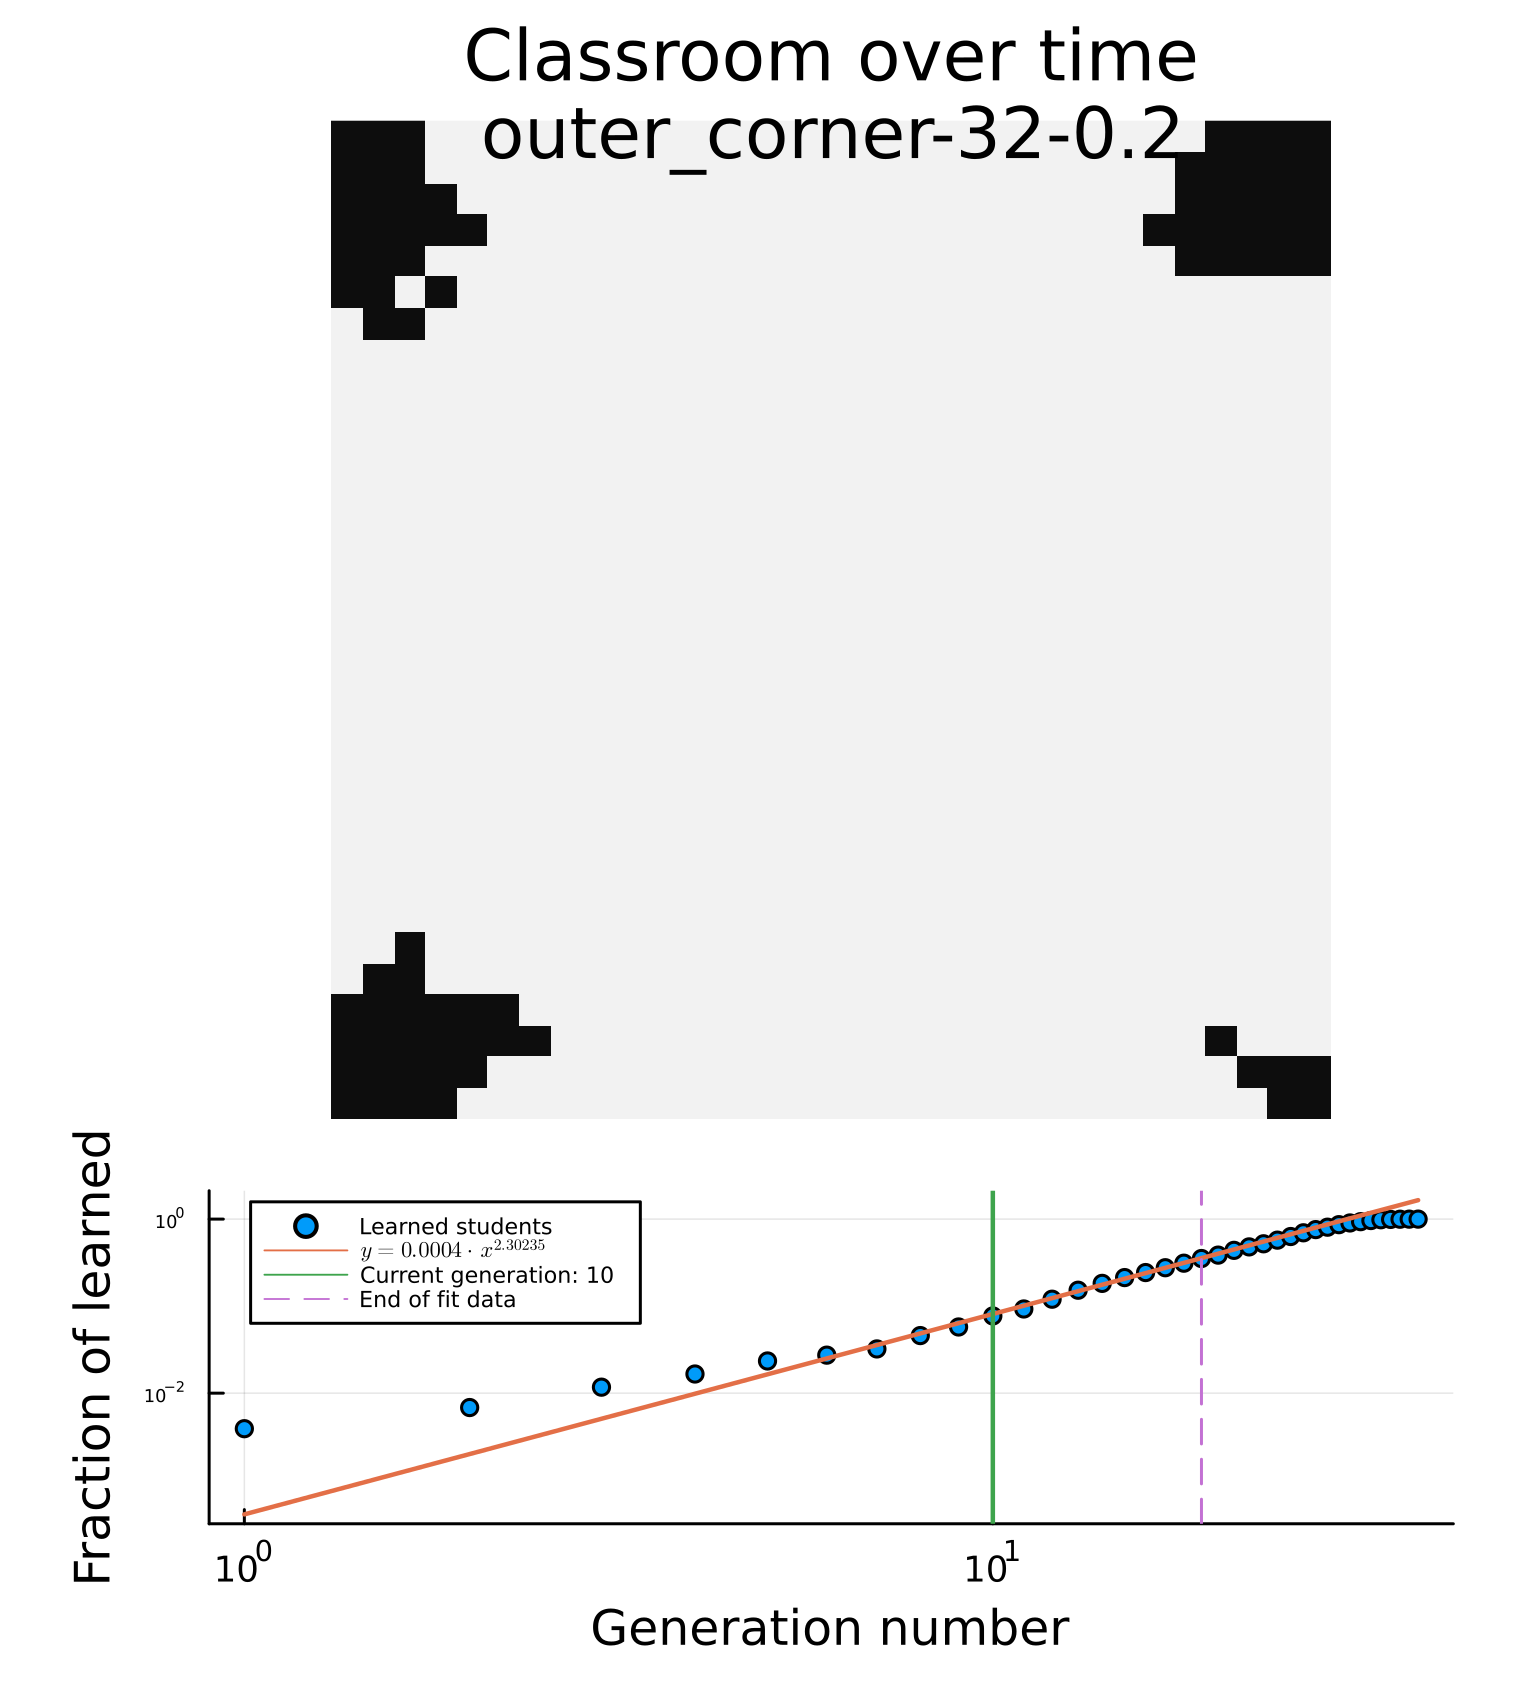 Classroom over time
outer_corner-32-0.2
Fraction of learned
10^0
10^−2
Learned students
y = 0.0004 · x^2.30235
Current generation: 10
End of fit data
10^0
10^1
Generation number